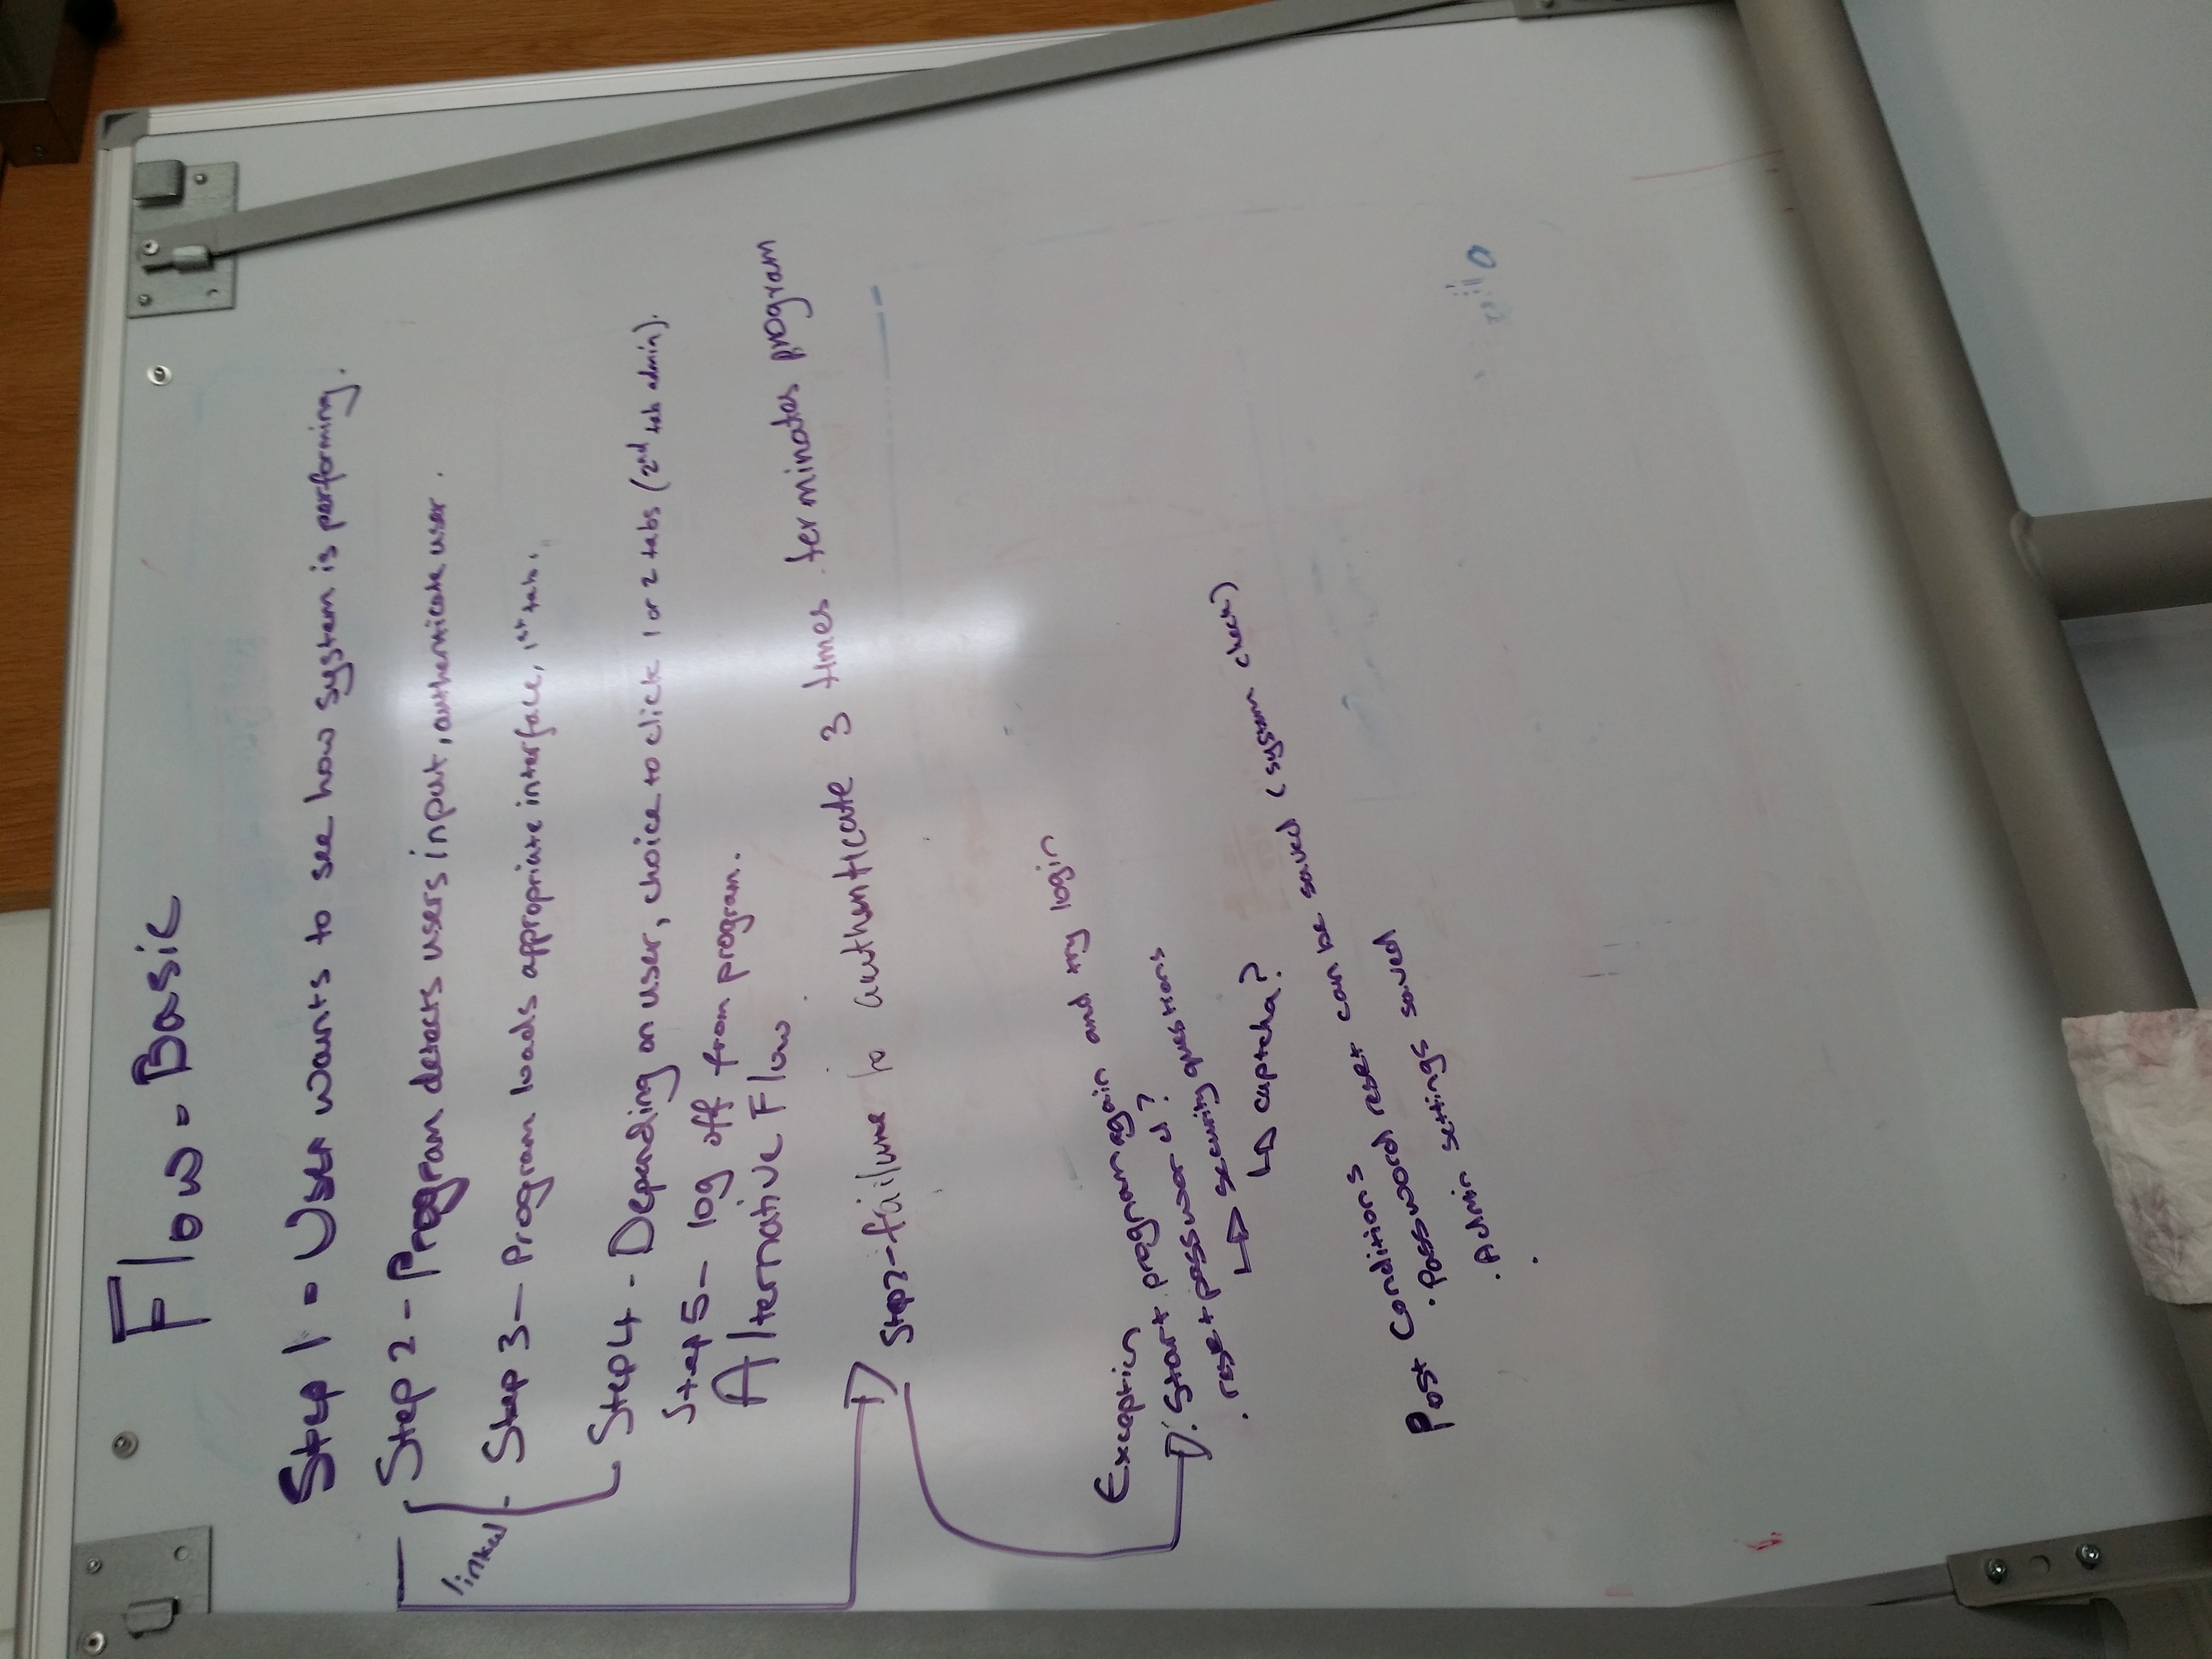 Flow - Basic
Step 1 - User wants to see how system is performing.
Step 2 - Program detects users input, authenticate user.
linked
Step 3 - Program loads appropriate interface, 1st tab.
Step 4 - Depending on user, choice to click 1 or 2 tabs (2nd tab admin).
Step 5 - log off from program.
Alternative Flow
Step 2 - failure to authenticate 3 times terminates program
Exception
. Start program again and try login
. reset password?
security questions
captcha?
Post Conditions
. Password reset can be saved (system check)
. Admin settings saved
.